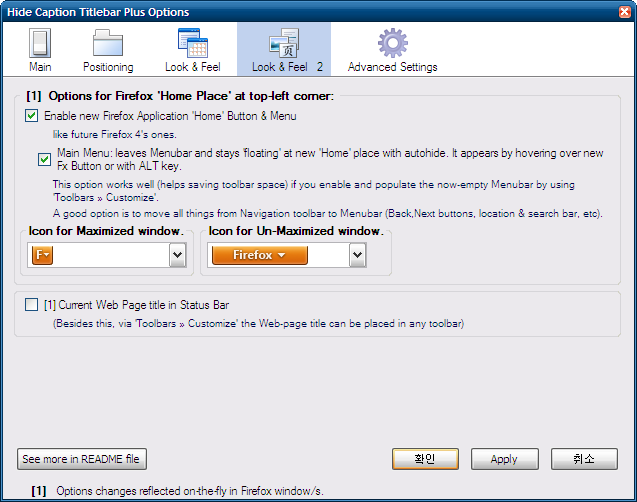 Hide Caption Titlebar Plus Options
Main
Positioning
Look & Feel
Look & Feel 2
Advanced Settings
[1] Options for Firefox 'Home Place' at top-left corner:
Enable new Firefox Application 'Home' Button & Menu
like future Firefox 4's ones.
Main Menu: leaves Menubar and stays 'floating' at new 'Home' place with autohide. It appears by hovering over new
Fx Button or with ALT key.
This option works well (helps saving toolbar space) if you enable and populate the now-empty Menubar by using
'Toolbars » Customize'.
A good option is to move all things from Navigation toolbar to Menubar (Back,Next buttons, location & search bar, etc).
Icon for Maximized window.
Icon for Un-Maximized window.
F
Firefox
[1] Current Web Page title in Status Bar
(Besides this, via 'Toolbars » Customize' the Web-page title can be placed in any toolbar)
See more in README file
확인
Apply
취소
[1] Options changes reflected on-the-fly in Firefox window/s.